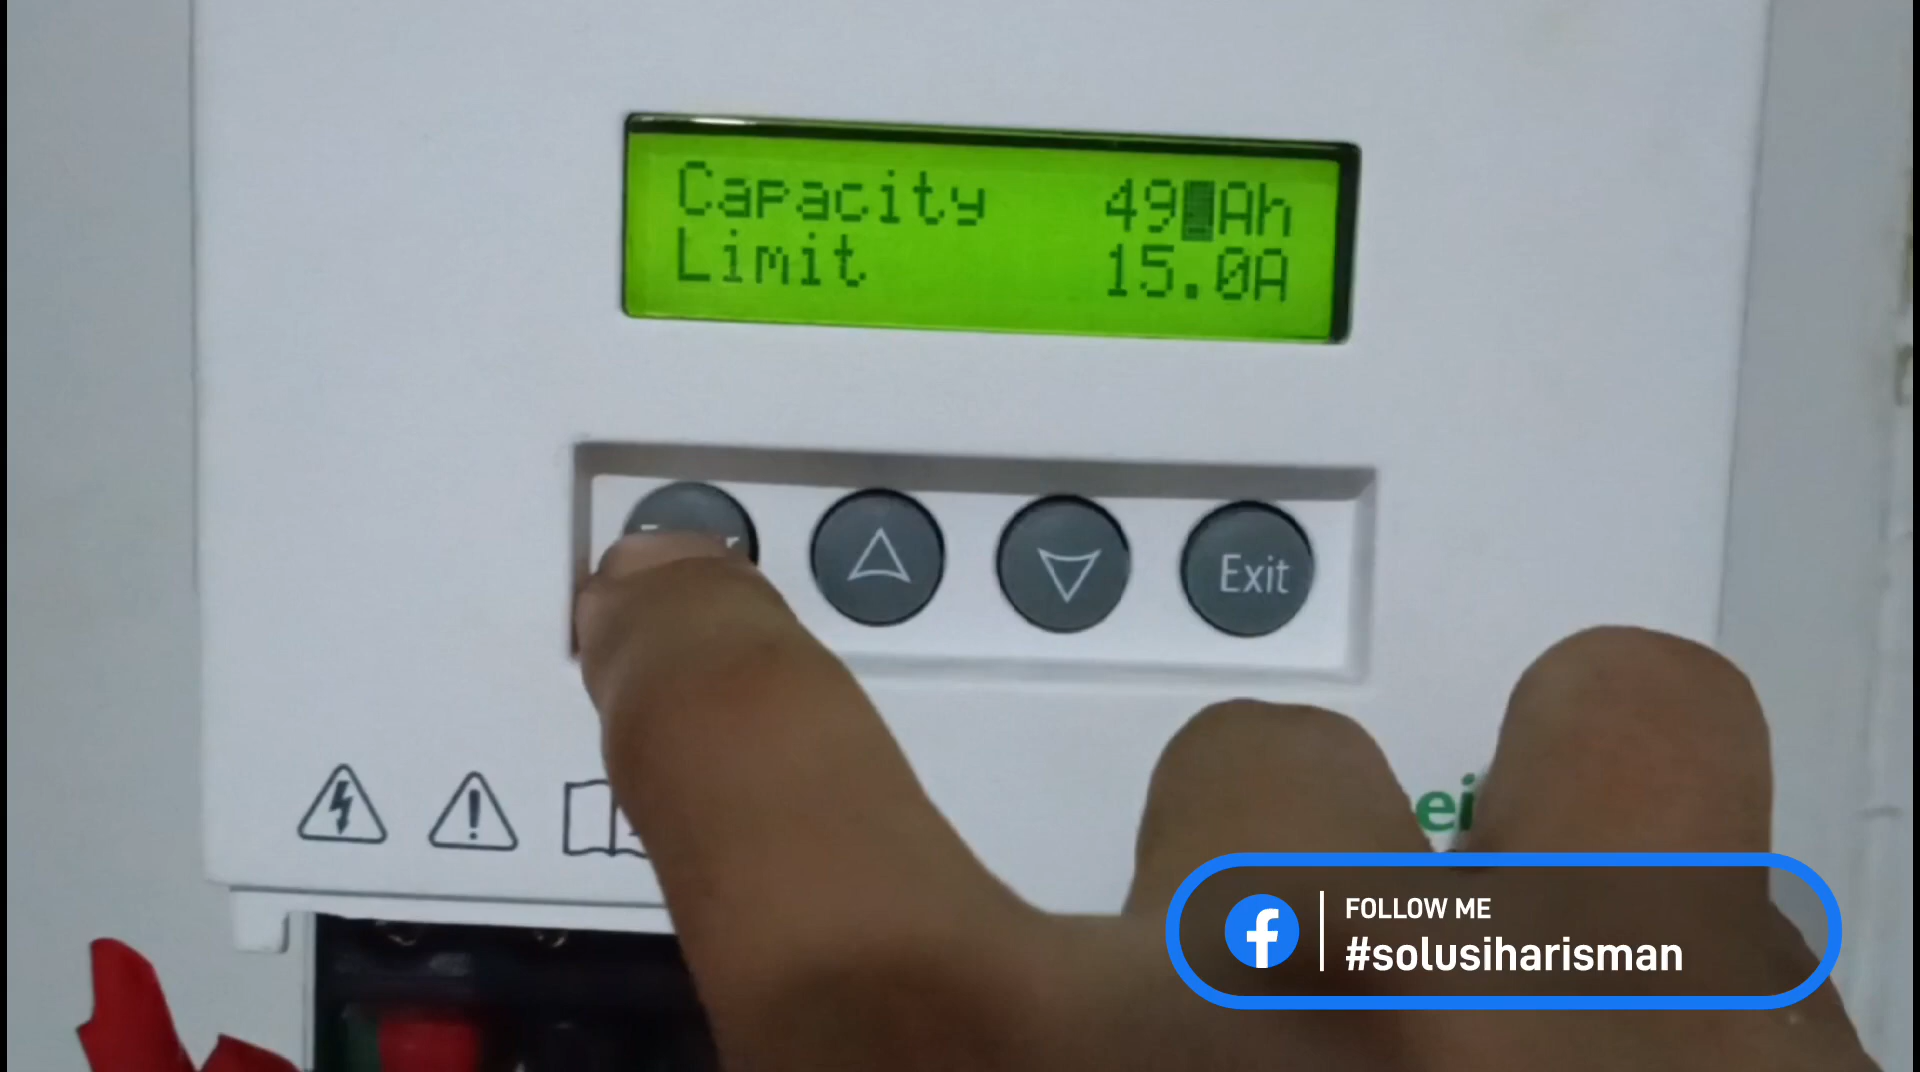 Capacity 49 Ah
Limit 15.0A
Exit
FOLLOW ME
#solusiharisman